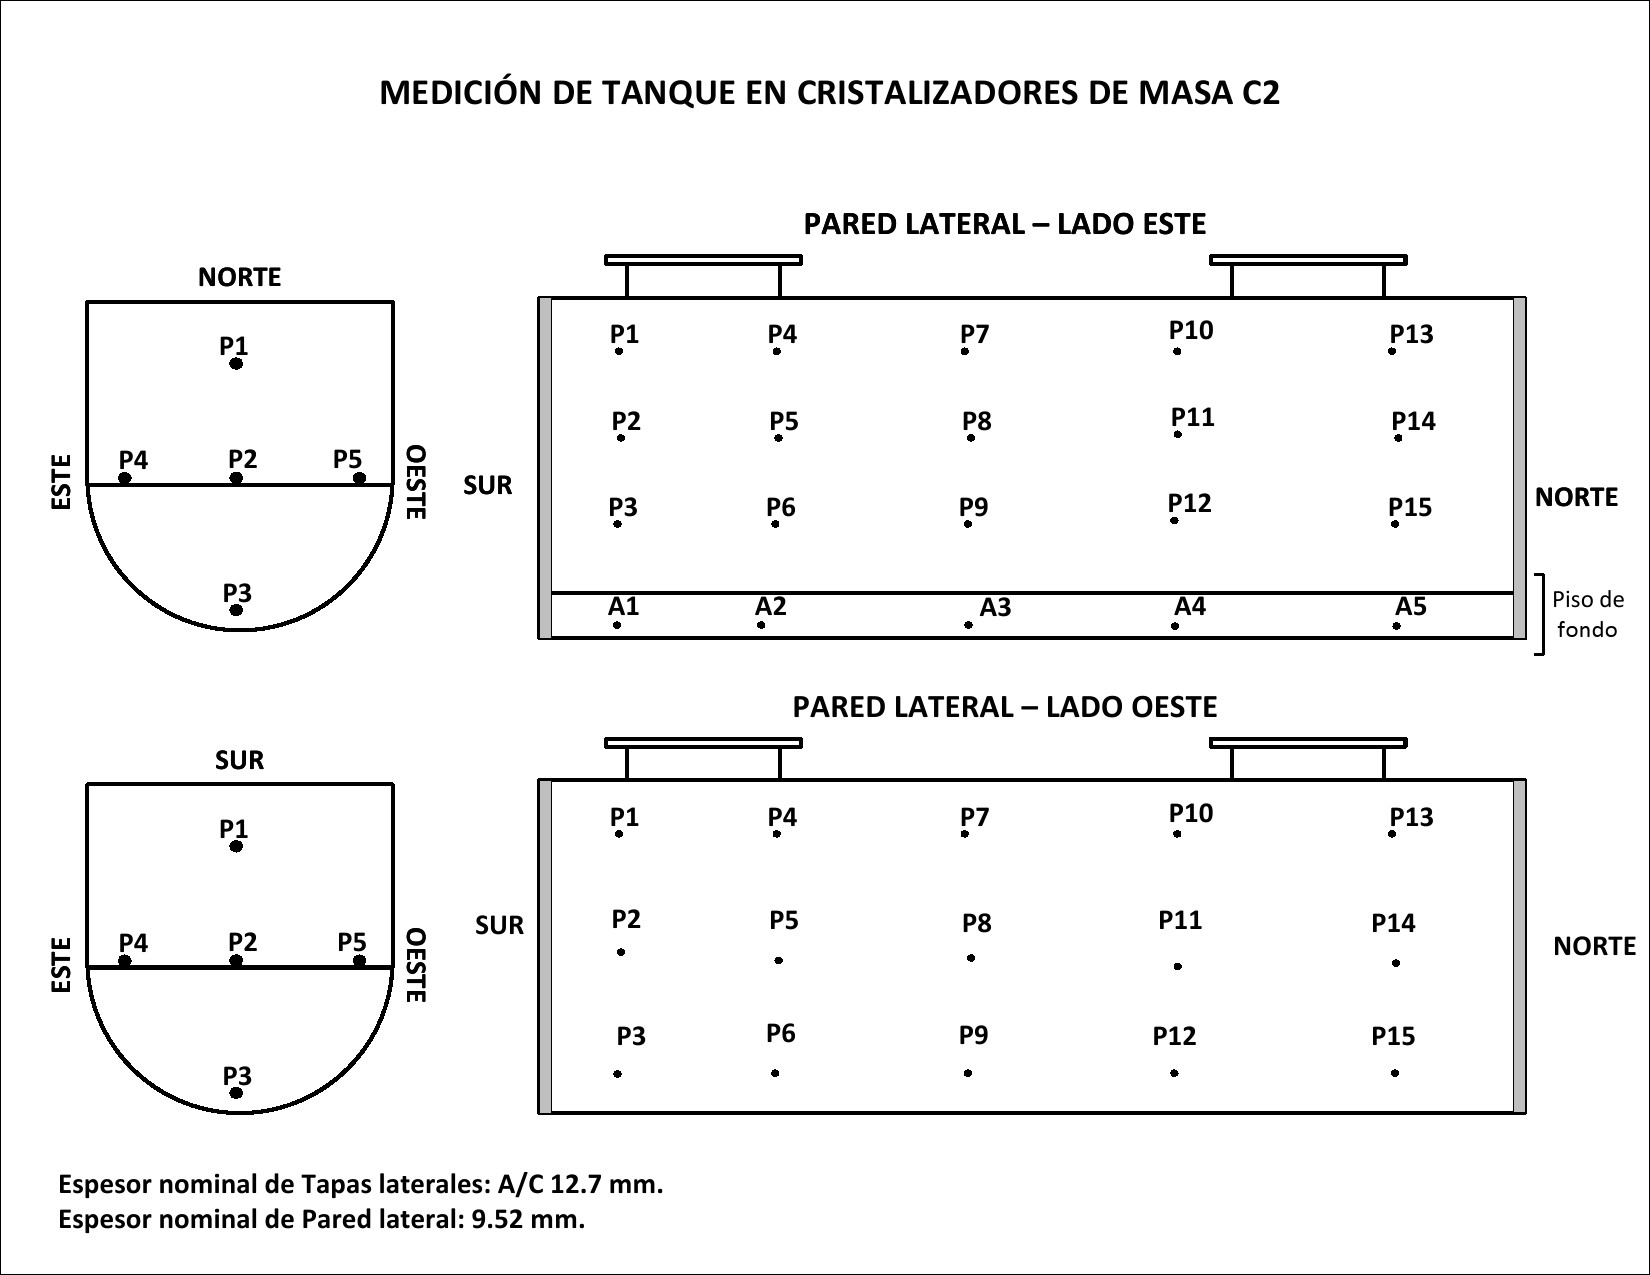 MEDICIÓN DE TANQUE EN CRISTALIZADORES DE MASA C2
NORTE
P1
P4 P2 P5
P3
ESTE
OESTE
PARED LATERAL – LADO ESTE
P1 P4 P7 P10 P13
P2 P5 P8 P11 P14
SUR
NORTE
P3 P6 P9 P12 P15
A1 A2 A3 A4 A5
Piso de
fondo
SUR
P1
P4 P2 P5
P3
ESTE
OESTE
PARED LATERAL – LADO OESTE
P1 P4 P7 P10 P13
P2 P5 P8 P11 P14
SUR
NORTE
P3 P6 P9 P12 P15
Espesor nominal de Tapas laterales: A/C 12.7 mm.
Espesor nominal de Pared lateral: 9.52 mm.